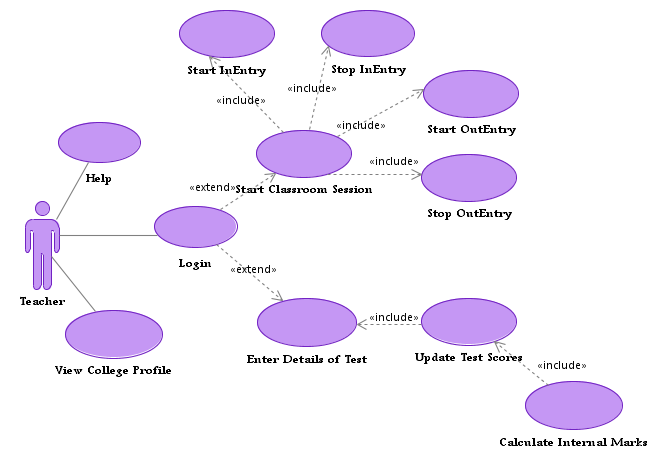 Start InEntry
Stop InEntry
«include»
«include»
«include»
Start OutEntry
«include»
Help
«extend»
Start Classroom Session
Stop OutEntry
Login
«extend»
Teacher
«include»
Enter Details of Test
Update Test Scores
View College Profile
«include»
Calculate Internal Marks